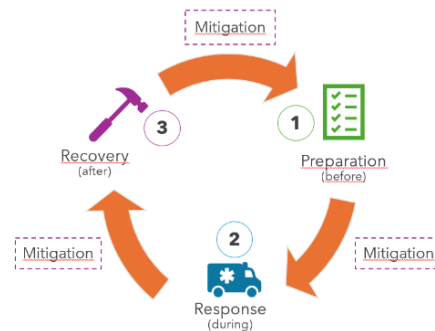 Mitigation
1
Preparation
(before)
Mitigation
2
Response
(during)
Mitigation
3
Recovery
(after)